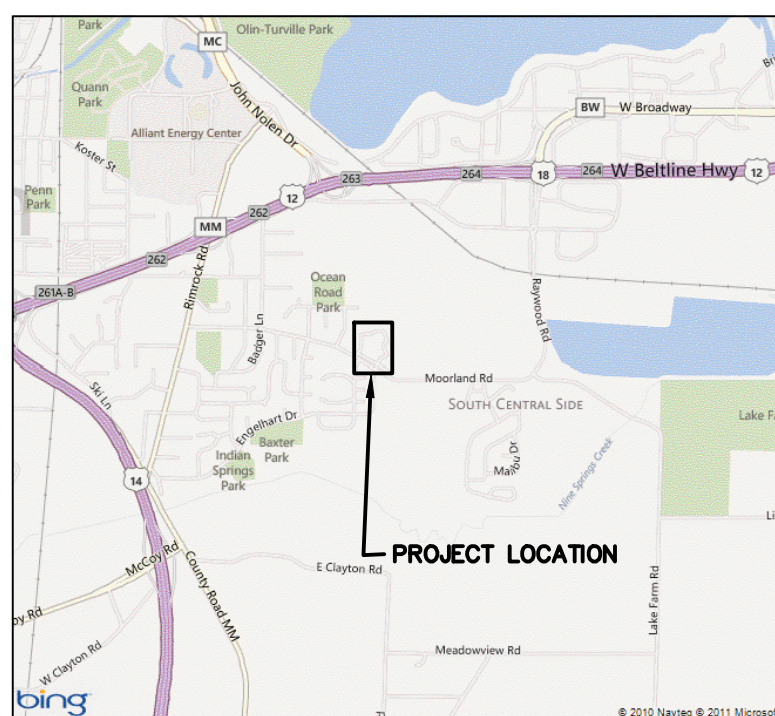 Park
Olin-Turville Park
MC
Quann
Park
John Nolen Dr
Alliant Energy Center
BW
W Broadway
Koster St
Penn
Park
263
264
18
264
W Beltline Hwy
12
12
262
MM
262
Rimrock Rd
261A-B
Ocean
Road
Park
Badger Ln
Raywood Rd
Ski Ln
Moorland Rd
SOUTH CENTRAL SIDE
Engelhart Dr
Baxter
Park
Indian
Springs
Park
14
Nine Springs Creek
McCoy Rd
County Road MM
PROJECT LOCATION
E Clayton Rd
Lake Farm Rd
W Clayton Rd
Meadowview Rd
bing
© 2010 Navteq © 2011 Microsof